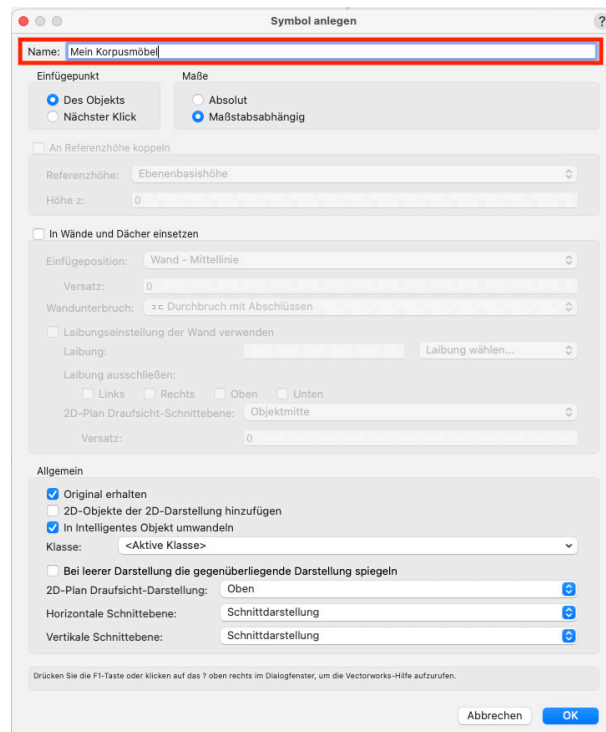 Symbol anlegen
?
Name: Mein Korpusmöbel
Einfügepunkt
Maße
Des Objekts
Absolut
Nächster Klick
Maßstabsabhängig
An Referenzhöhe koppeln
Referenzhöhe: Ebenenbasishöhe
Höhe z: 0
In Wände und Dächer einsetzen
Einfügeposition: Wand – Mittellinie
Versatz: 0
Wandunterbruch: Durchbruch mit Abschlüssen
Laibungseinstellung der Wand verwenden
Laibung: Laibung wählen...
Laibung ausschließen:
Links Rechts Oben Unten
2D-Plan Draufsicht-Schnittebene: Objektmitte
Versatz: 0
Allgemein
Original erhalten
2D-Objekte der 2D-Darstellung hinzufügen
In Intelligentes Objekt umwandeln
Klasse: <Aktive Klasse>
Bei leerer Darstellung die gegenüberliegende Darstellung spiegeln
2D-Plan Draufsicht-Darstellung: Oben
Horizontale Schnittebene: Schnittdarstellung
Vertikale Schnittebene: Schnittdarstellung
Drücken Sie die F1-Taste oder klicken auf das ? oben rechts im Dialogfenster, um die Vectorworks-Hilfe aufzurufen.
Abbrechen OK